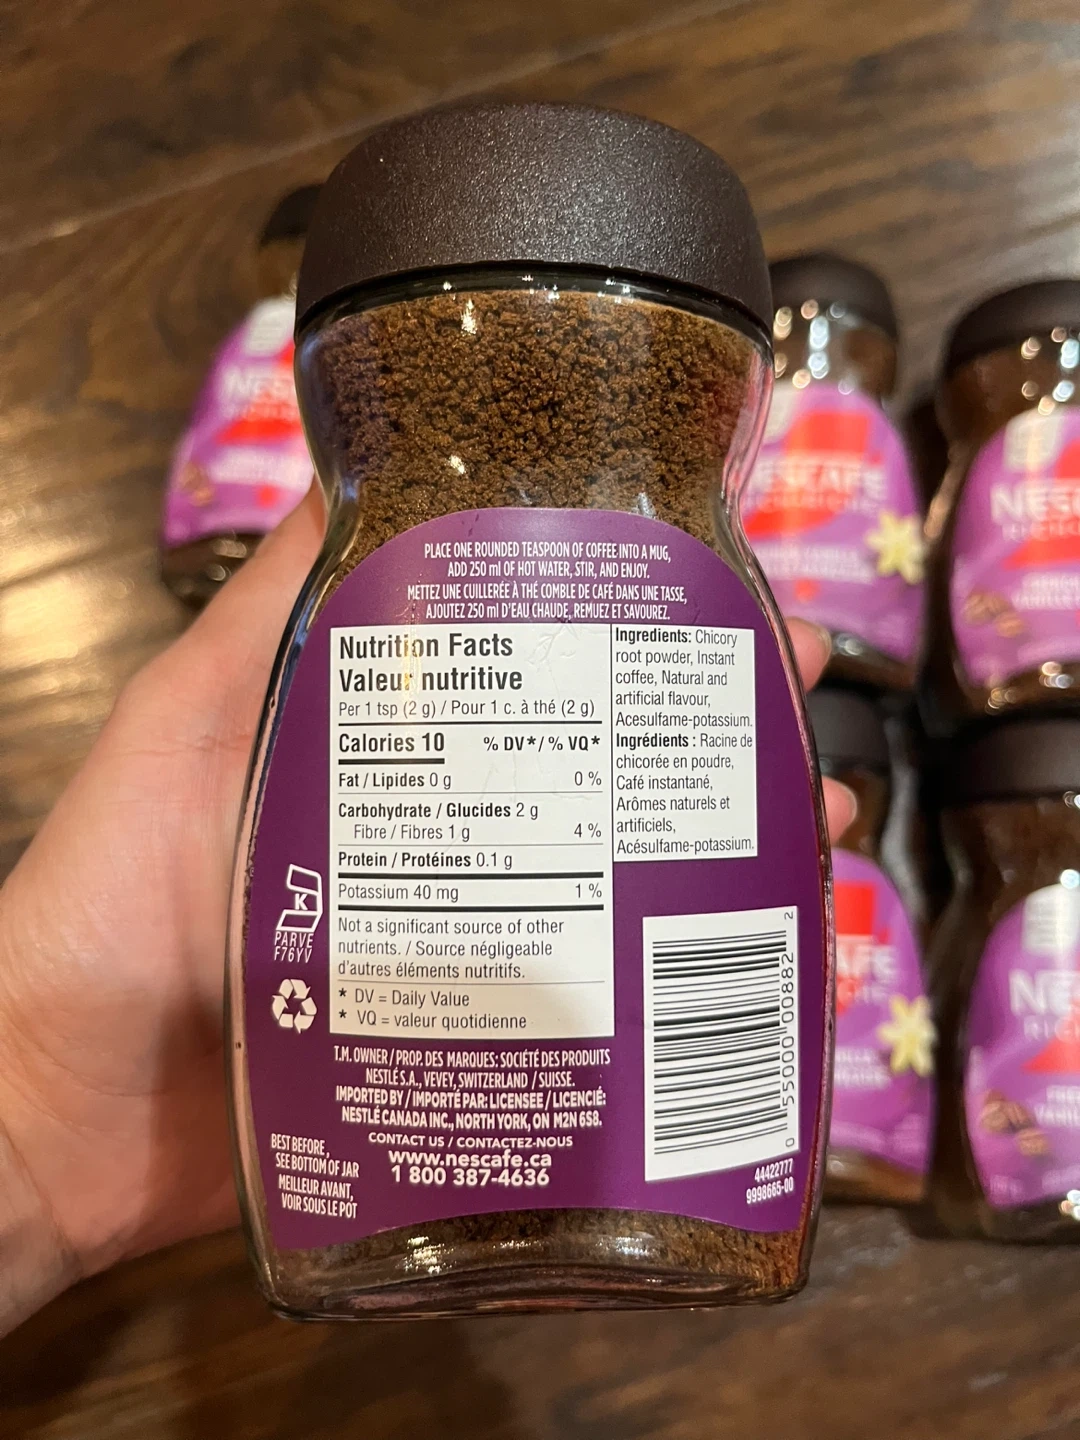 PLACE ONE ROUNDED TEASPOON OF COFFEE INTO A MUG,
ADD 250 ml OF HOT WATER, STIR, AND ENJOY.
METTEZ UNE CUILLERÉE À THÉ COMBLE DE CAFÉ DANS UNE TASSE,
AJOUTEZ 250 ml D'EAU CHAUDE, REMUEZ ET SAVOUREZ.
Nutrition Facts
Valeur nutritive
Per 1 tsp (2 g) / Pour 1 c. à thé (2 g)
Calories 10 % DV*/% VQ*
Fat / Lipides 0 g 0 %
Carbohydrate / Glucides 2 g
Fibre / Fibres 1 g 4 %
Protein / Protéines 0.1 g
Potassium 40 mg 1 %
Not a significant source of other
nutrients. / Source négligeable
d'autres éléments nutritifs.
* DV = Daily Value
* VQ = valeur quotidienne
Ingredients: Chicory
root powder, Instant
coffee, Natural and
artificial flavour,
Acesulfame-potassium.
Ingrédients : Racine de
chicorée en poudre,
Café instantané,
Arômes naturels et
artificiels,
Acésulfame-potassium.
K
PARVE
F76YV
T.M. OWNER / PROP. DES MARQUES: SOCIÉTÉ DES PRODUITS
NESTLÉ S.A., VEVEY, SWITZERLAND / SUISSE.
IMPORTED BY / IMPORTÉ PAR: LICENSEE / LICENCIÉ:
NESTLÉ CANADA INC., NORTH YORK, ON M2N 6S8.
CONTACT US / CONTACTEZ-NOUS
www.nescafe.ca
1 800 387-4636
BEST BEFORE,
SEE BOTTOM OF JAR
MEILLEUR AVANT,
VOIR SOUS LE POT
0 55000 00882 2
44422777
9998665-00
NES
NESCAFÉ
NES
AFÉ
NE